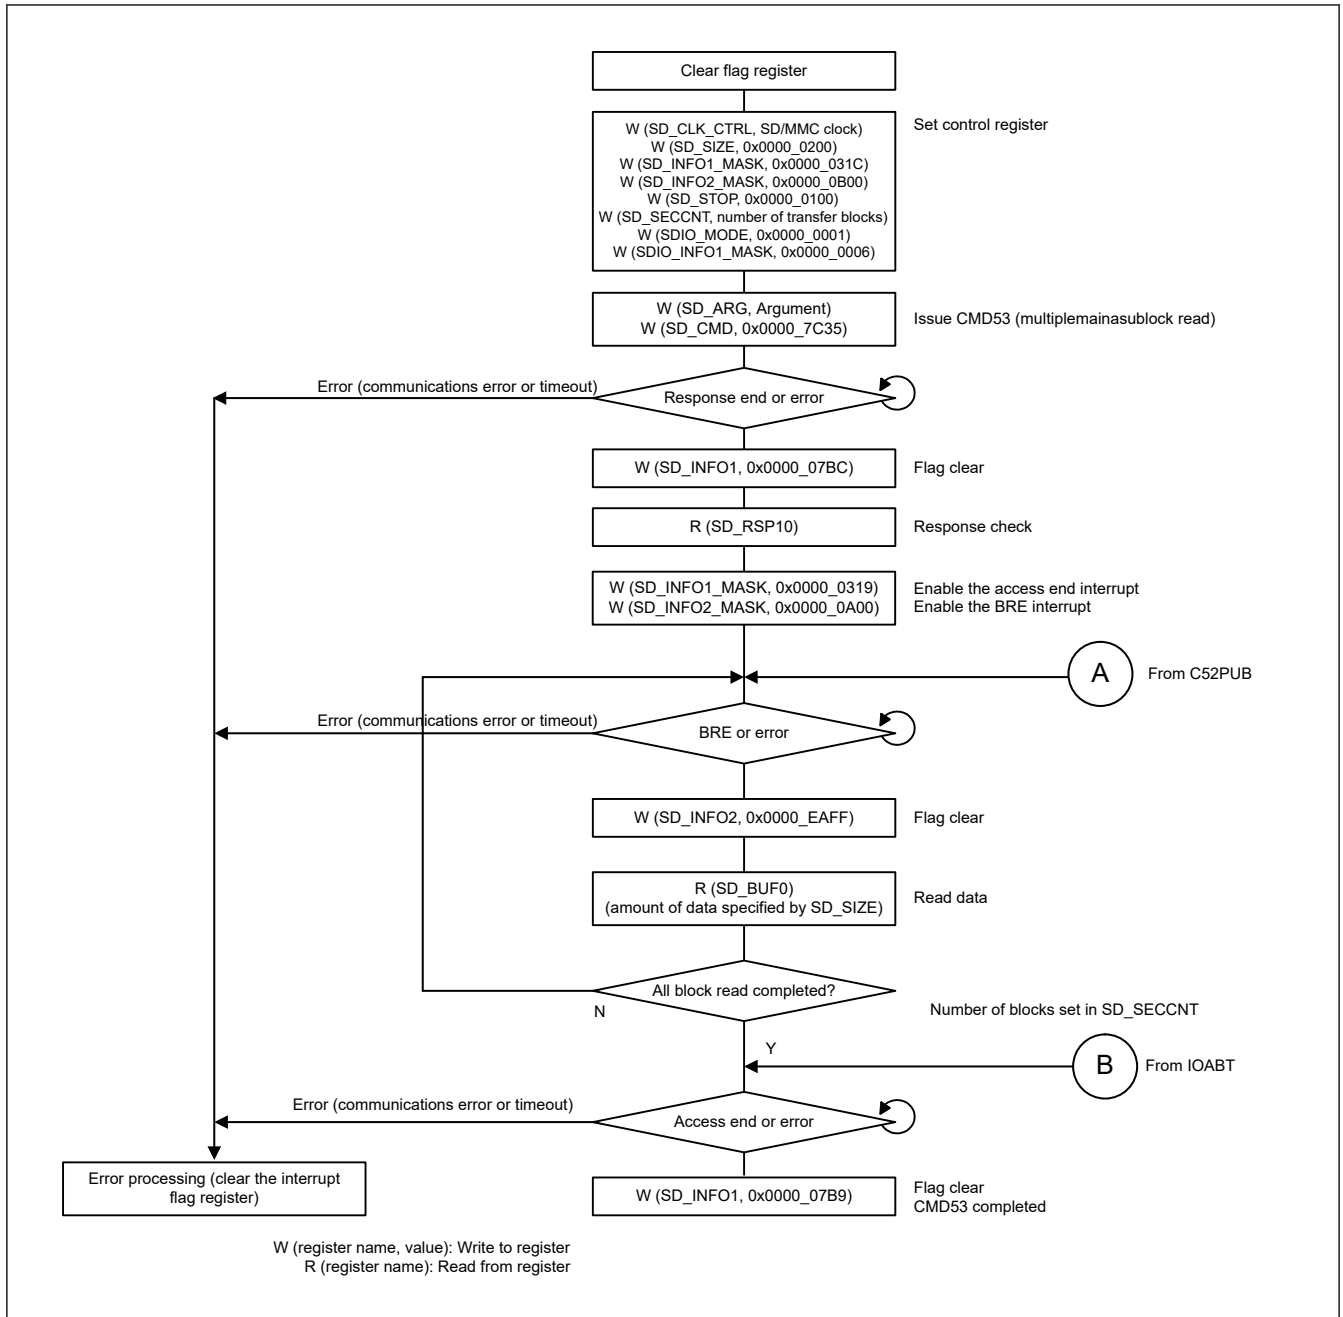 Clear flag register
W (SD_CLK_CTRL, SD/MMC clock)
W (SD_SIZE, 0x0000_0200)
W (SD_INFO1_MASK, 0x0000_031C)
W (SD_INFO2_MASK, 0x0000_0B00)
W (SD_STOP, 0x0000_0100)
W (SD_SECCNT, number of transfer blocks)
W (SDIO_MODE, 0x0000_0001)
W (SDIO_INFO1_MASK, 0x0000_0006)
Set control register
W (SD_ARG, Argument)
W (SD_CMD, 0x0000_7C35)
Issue CMD53 (multiplemainasublock read)
Error (communications error or timeout)
Response end or error
W (SD_INFO1, 0x0000_07BC)
Flag clear
R (SD_RSP10)
Response check
W (SD_INFO1_MASK, 0x0000_0319)
W (SD_INFO2_MASK, 0x0000_0A00)
Enable the access end interrupt
Enable the BRE interrupt
A
From C52PUB
Error (communications error or timeout)
BRE or error
W (SD_INFO2, 0x0000_EAFF)
Flag clear
R (SD_BUF0)
(amount of data specified by SD_SIZE)
Read data
All block read completed?
N
Number of blocks set in SD_SECCNT
Y
B
From IOABT
Error (communications error or timeout)
Access end or error
Error processing (clear the interrupt
flag register)
W (SD_INFO1, 0x0000_07B9)
Flag clear
CMD53 completed
W (register name, value): Write to register
R (register name): Read from register